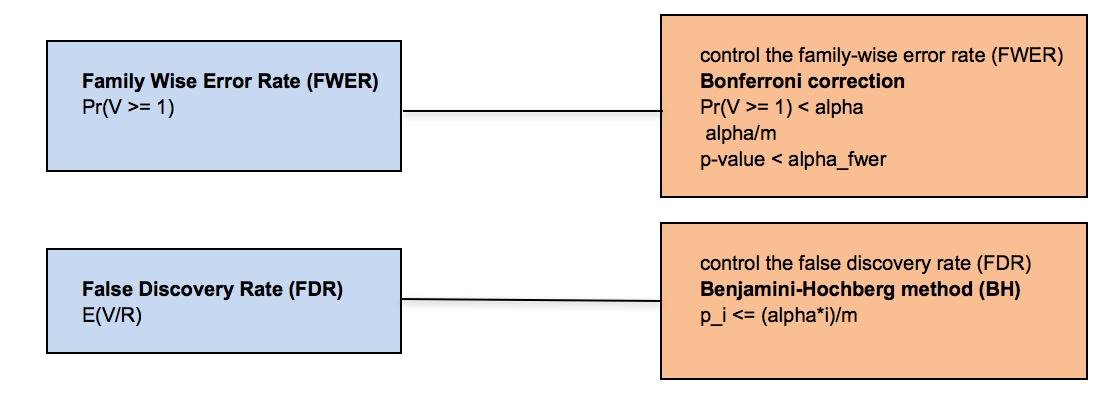 Family Wise Error Rate (FWER)
Pr(V >= 1)
control the family-wise error rate (FWER)
Bonferroni correction
Pr(V >= 1) < alpha
alpha/m
p-value < alpha_fwer
False Discovery Rate (FDR)
E(V/R)
control the false discovery rate (FDR)
Benjamini-Hochberg method (BH)
p_i <= (alpha*i)/m